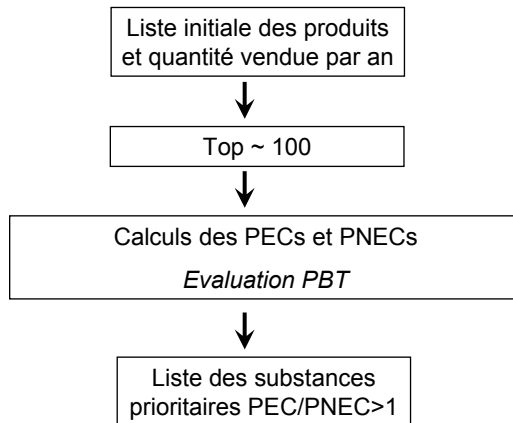 Liste initiale des produits
et quantité vendue par an
Top ~ 100
Calculs des PECs et PNECs
Evaluation PBT
Liste des substances
prioritaires PEC/PNEC>1